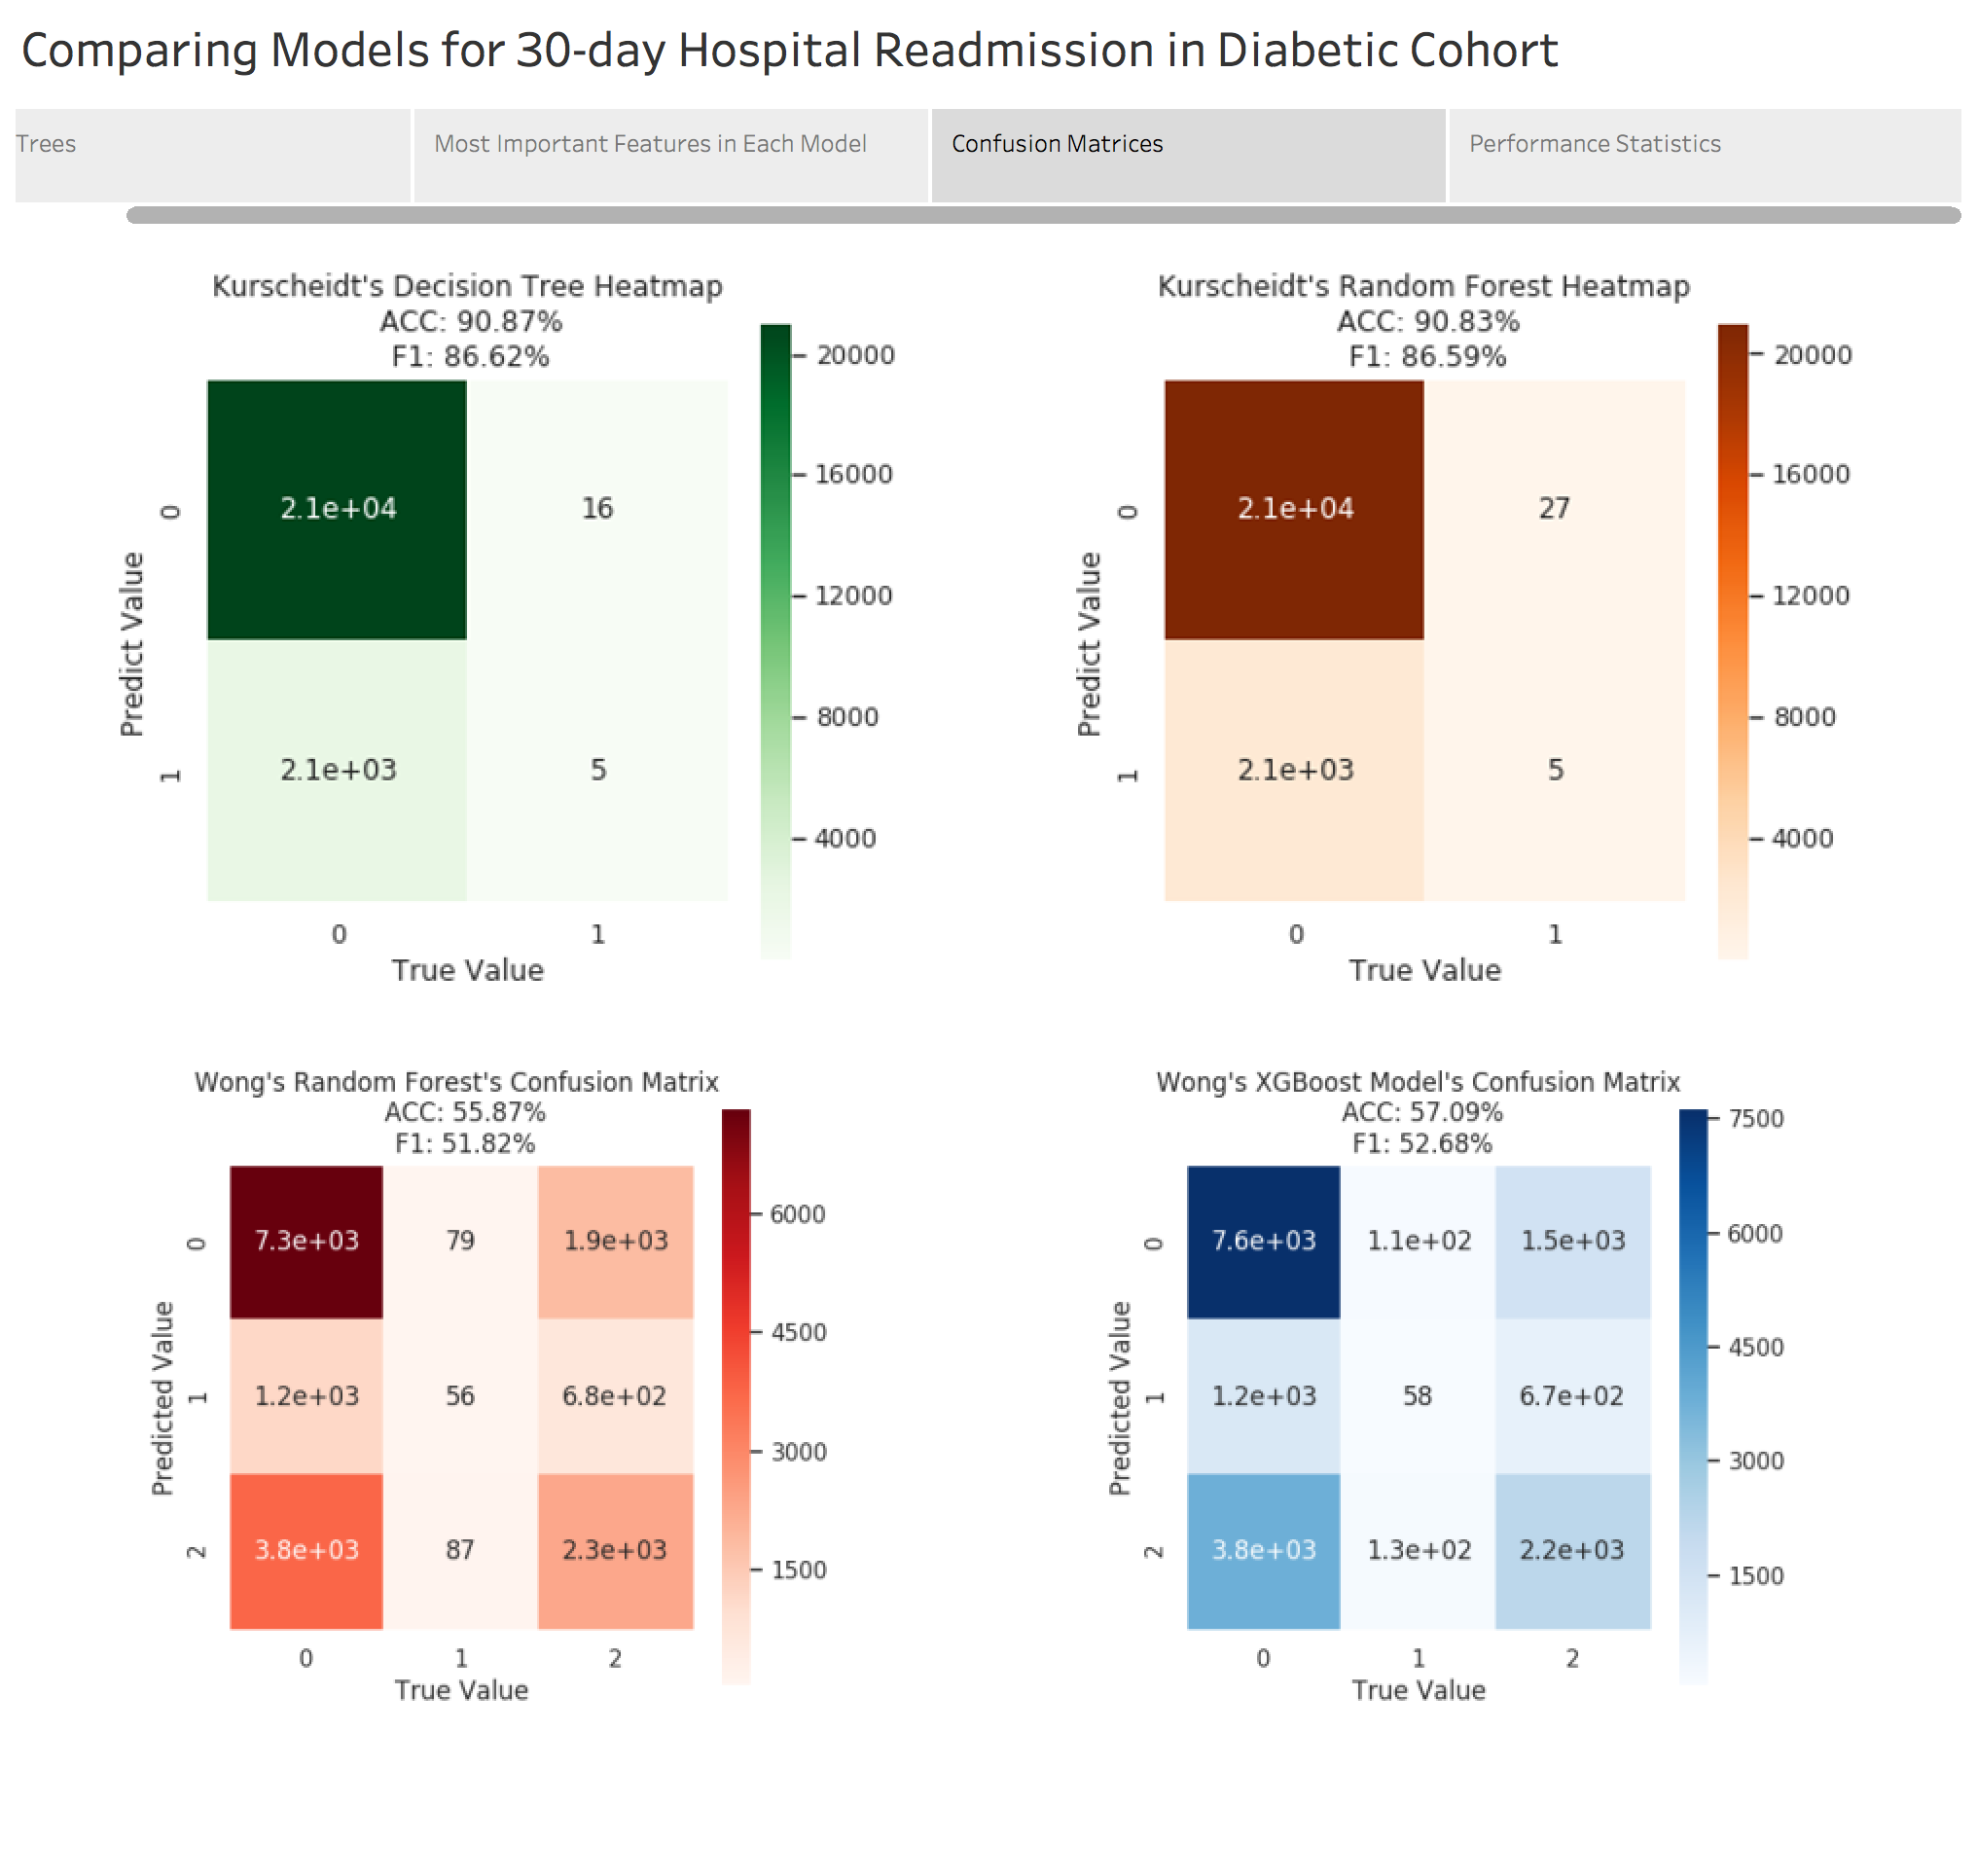 Comparing Models for 30-day Hospital Readmission in Diabetic Cohort
Trees
Most Important Features in Each Model
Confusion Matrices
Performance Statistics
Kurscheidt's Decision Tree Heatmap
ACC: 90.87%
F1: 86.62%
Predict Value
0
1
2.1e+04
16
2.1e+03
5
0
1
True Value
20000
16000
12000
8000
4000
Kurscheidt's Random Forest Heatmap
ACC: 90.83%
F1: 86.59%
Predict Value
0
1
2.1e+04
27
2.1e+03
5
0
1
True Value
20000
16000
12000
8000
4000
Wong's Random Forest's Confusion Matrix
ACC: 55.87%
F1: 51.82%
Predicted Value
0
1
2
7.3e+03
79
1.9e+03
1.2e+03
56
6.8e+02
3.8e+03
87
2.3e+03
0
1
2
True Value
6000
4500
3000
1500
Wong's XGBoost Model's Confusion Matrix
ACC: 57.09%
F1: 52.68%
Predicted Value
0
1
2
7.6e+03
1.1e+02
1.5e+03
1.2e+03
58
6.7e+02
3.8e+03
1.3e+02
2.2e+03
0
1
2
True Value
7500
6000
4500
3000
1500